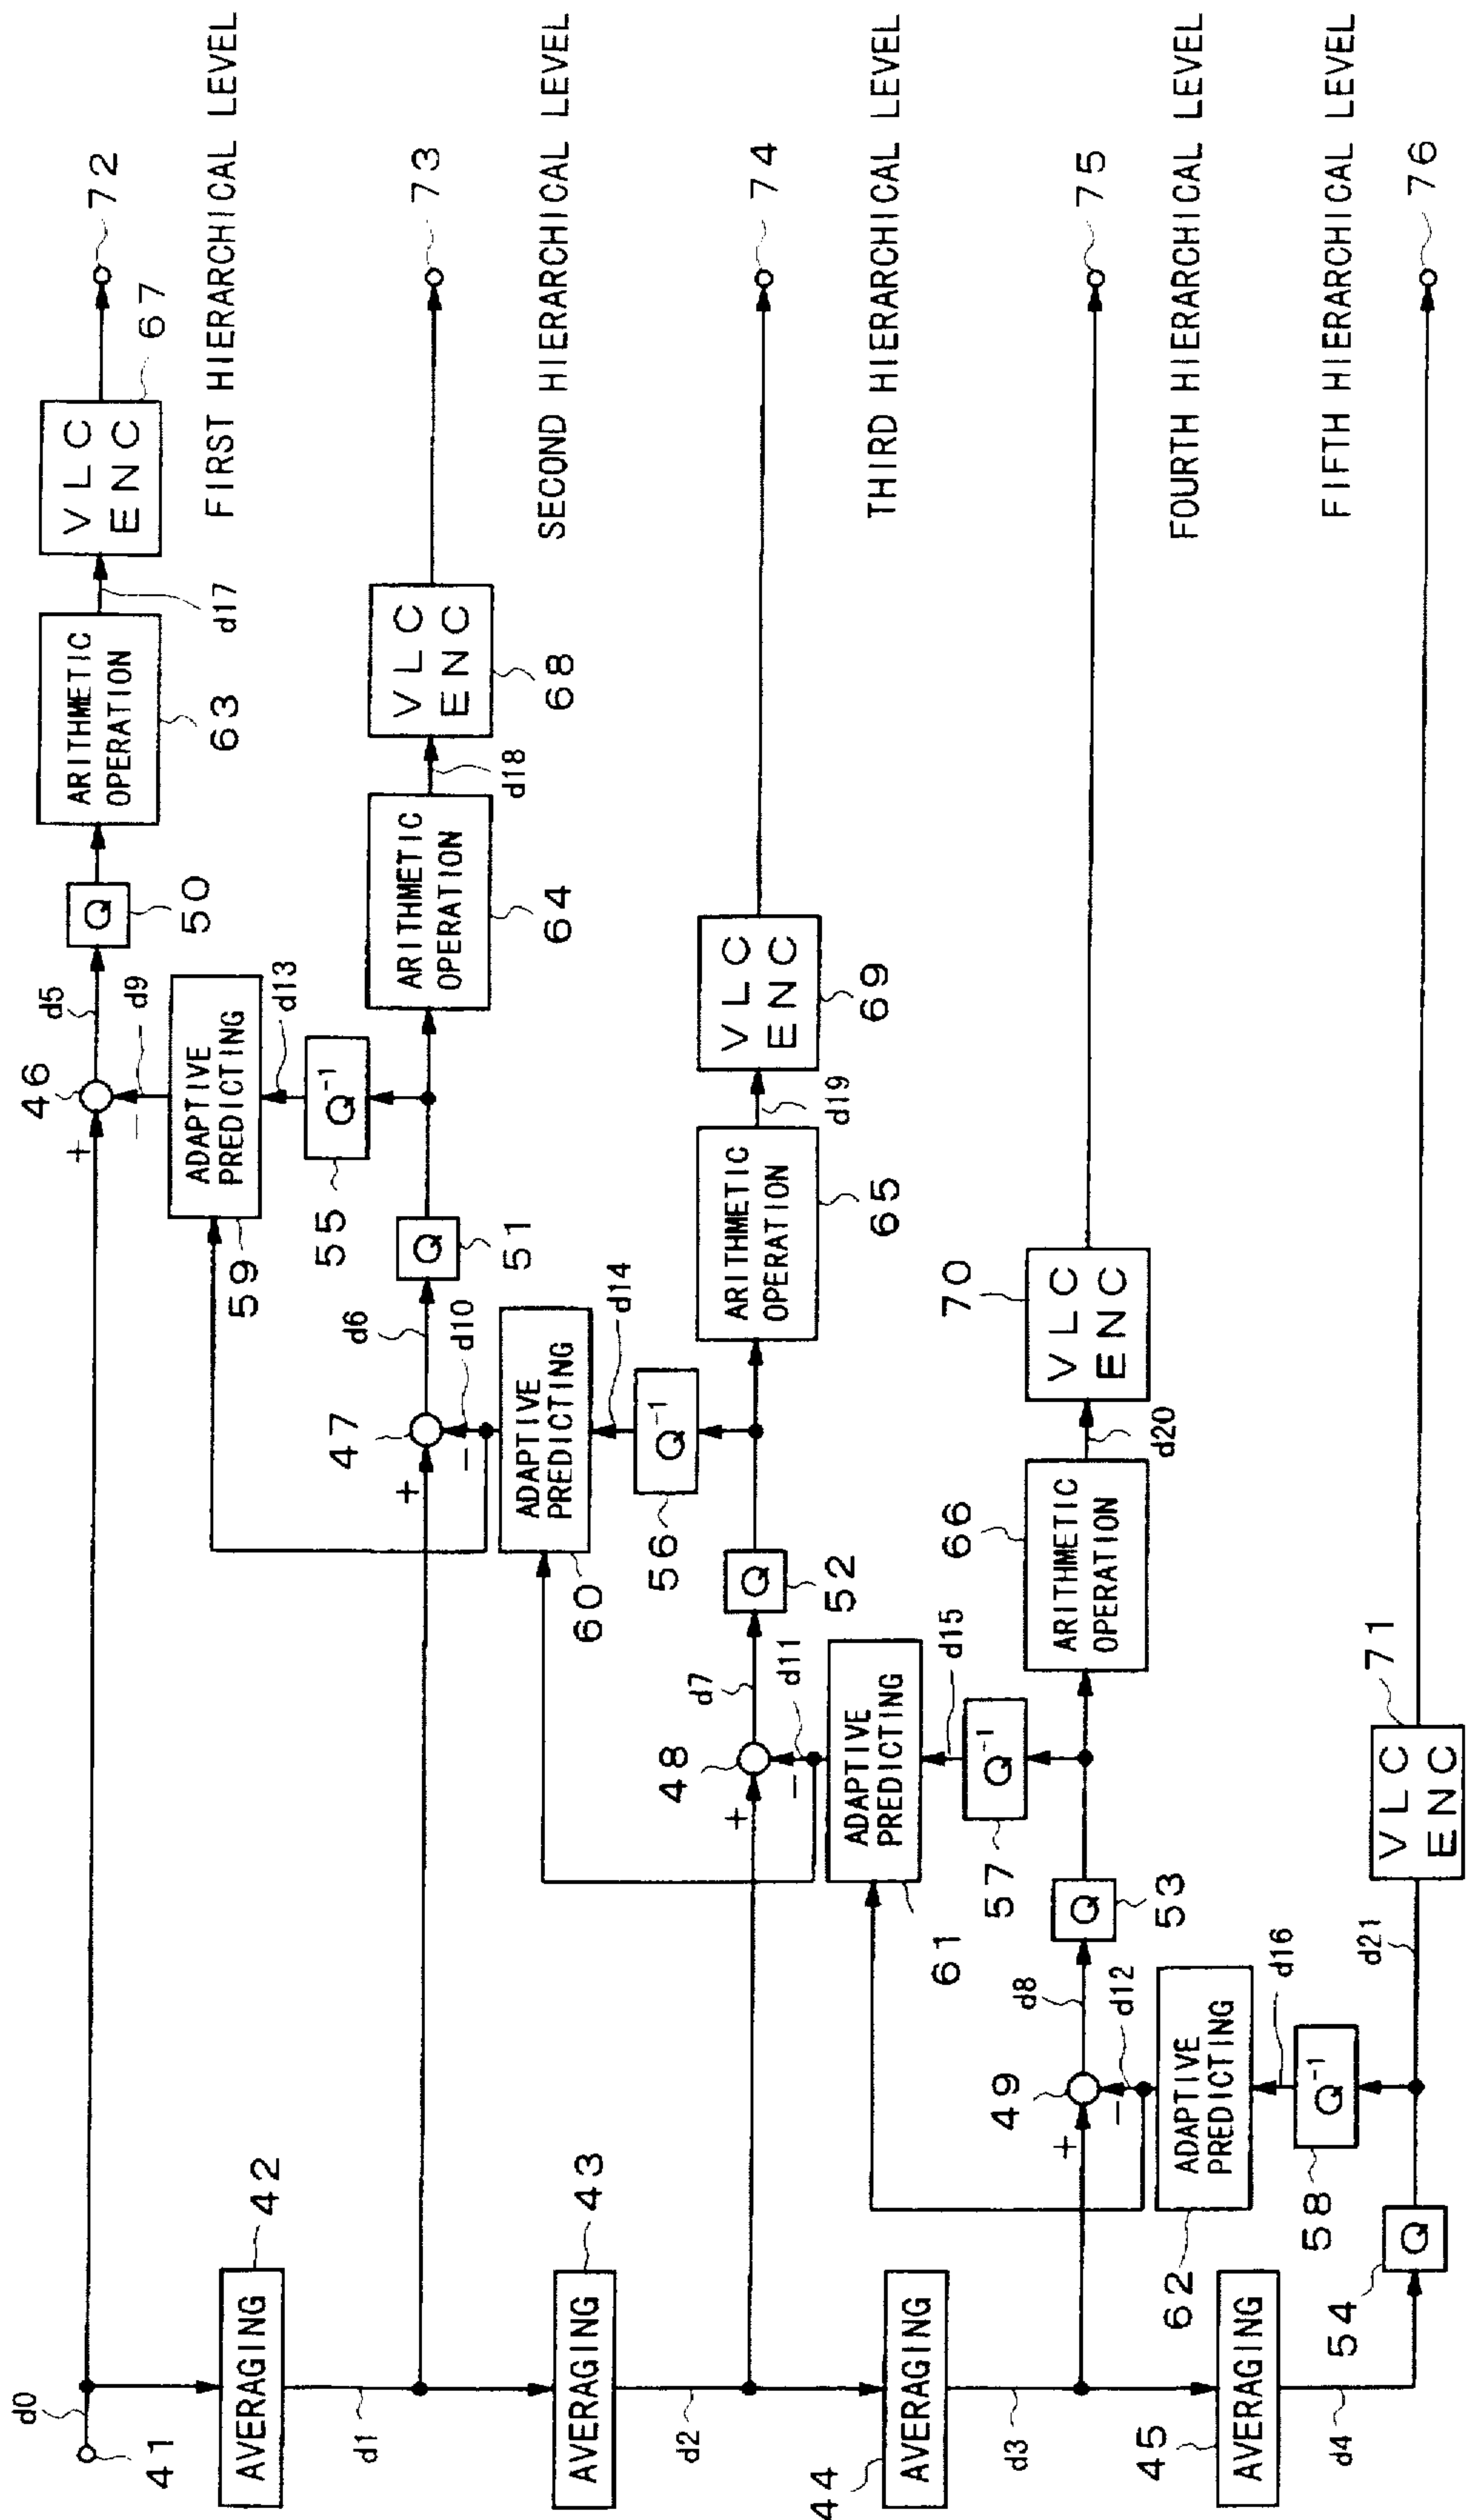 d0
41
46
+
−
d5
d9
Q
50
ARITHMETIC
OPERATION
63
d17
VLC
ENC
67
72
FIRST HIERARCHICAL LEVEL
AVERAGING
42
d1
59
ADAPTIVE
PREDICTING
d13
Q⁻¹
55
47
+
−
d6
d10
Q
51
ARITHMETIC
OPERATION
64
d18
VLC
ENC
68
73
SECOND HIERARCHICAL LEVEL
AVERAGING
43
d2
60
ADAPTIVE
PREDICTING
d14
Q⁻¹
56
48
+
−
d7
d11
Q
52
ARITHMETIC
OPERATION
65
d19
VLC
ENC
69
74
THIRD HIERARCHICAL LEVEL
44
AVERAGING
d3
61
ADAPTIVE
PREDICTING
d15
Q⁻¹
57
49
+
−
d8
d12
Q
53
66
ARITHMETIC
OPERATION
d20
70
VLC
ENC
75
FOURTH HIERARCHICAL LEVEL
45
AVERAGING
d4
62
ADAPTIVE
PREDICTING
d16
Q⁻¹
58
54
Q
d21
71
VLC
ENC
FIFTH HIERARCHICAL LEVEL
76